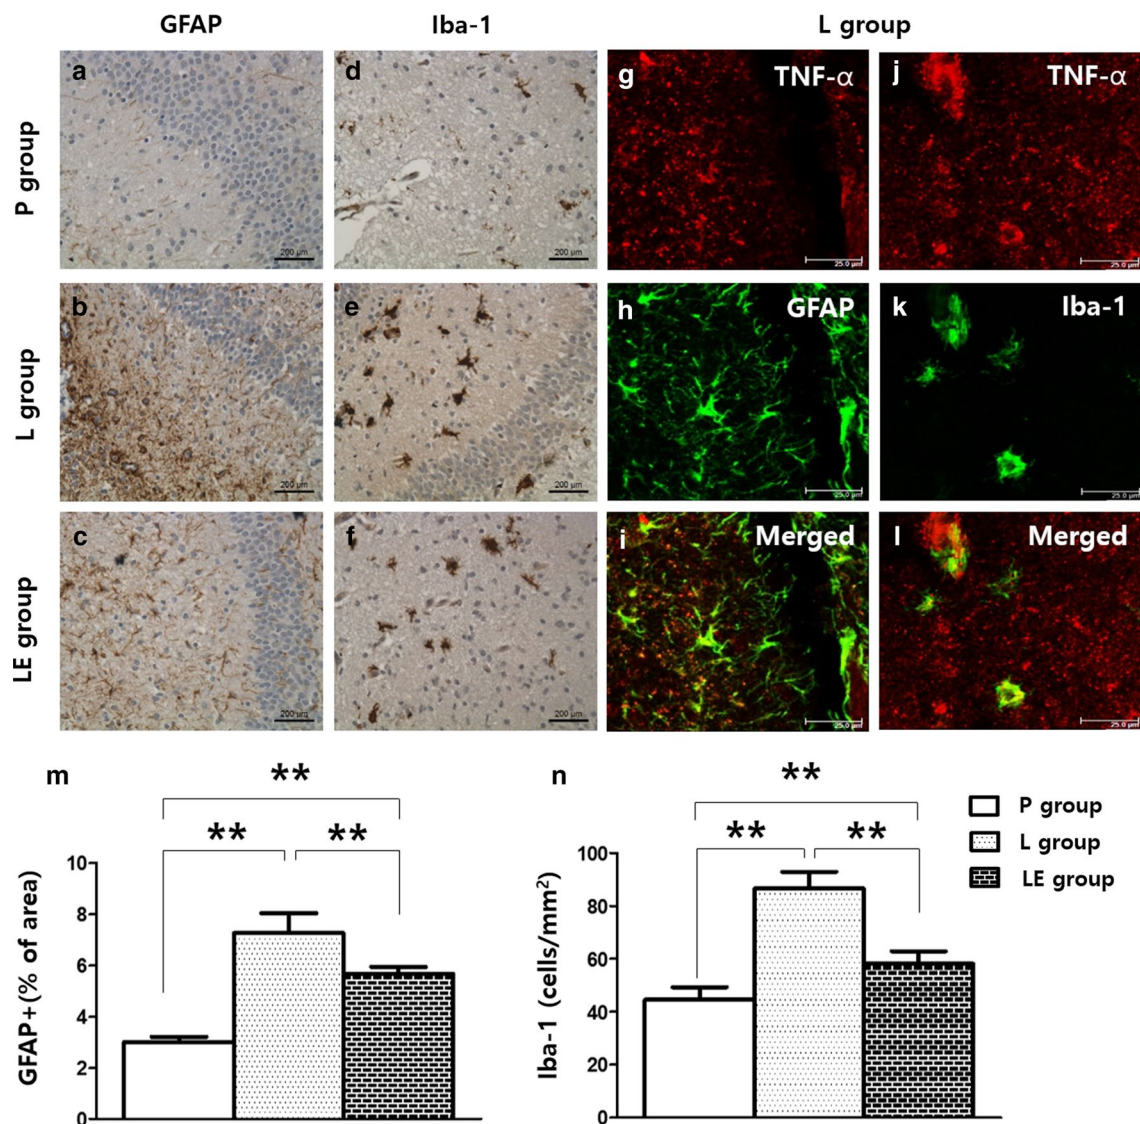 GFAP
Iba-1
L group
P group
L group
LE group
a
200 µm
d
200 µm
g
TNF-α
25.0 µm
j
TNF-α
25.0 µm
b
200 µm
e
200 µm
h
GFAP
25.0 µm
k
Iba-1
25.0 µm
c
200 µm
f
200 µm
i
Merged
25.0 µm
l
Merged
25.0 µm
m
**
**
**
GFAP+(% of area)
10
8
6
4
2
0
n
**
**
**
Iba-1 (cells/mm²)
100
80
60
40
20
0
P group
L group
LE group